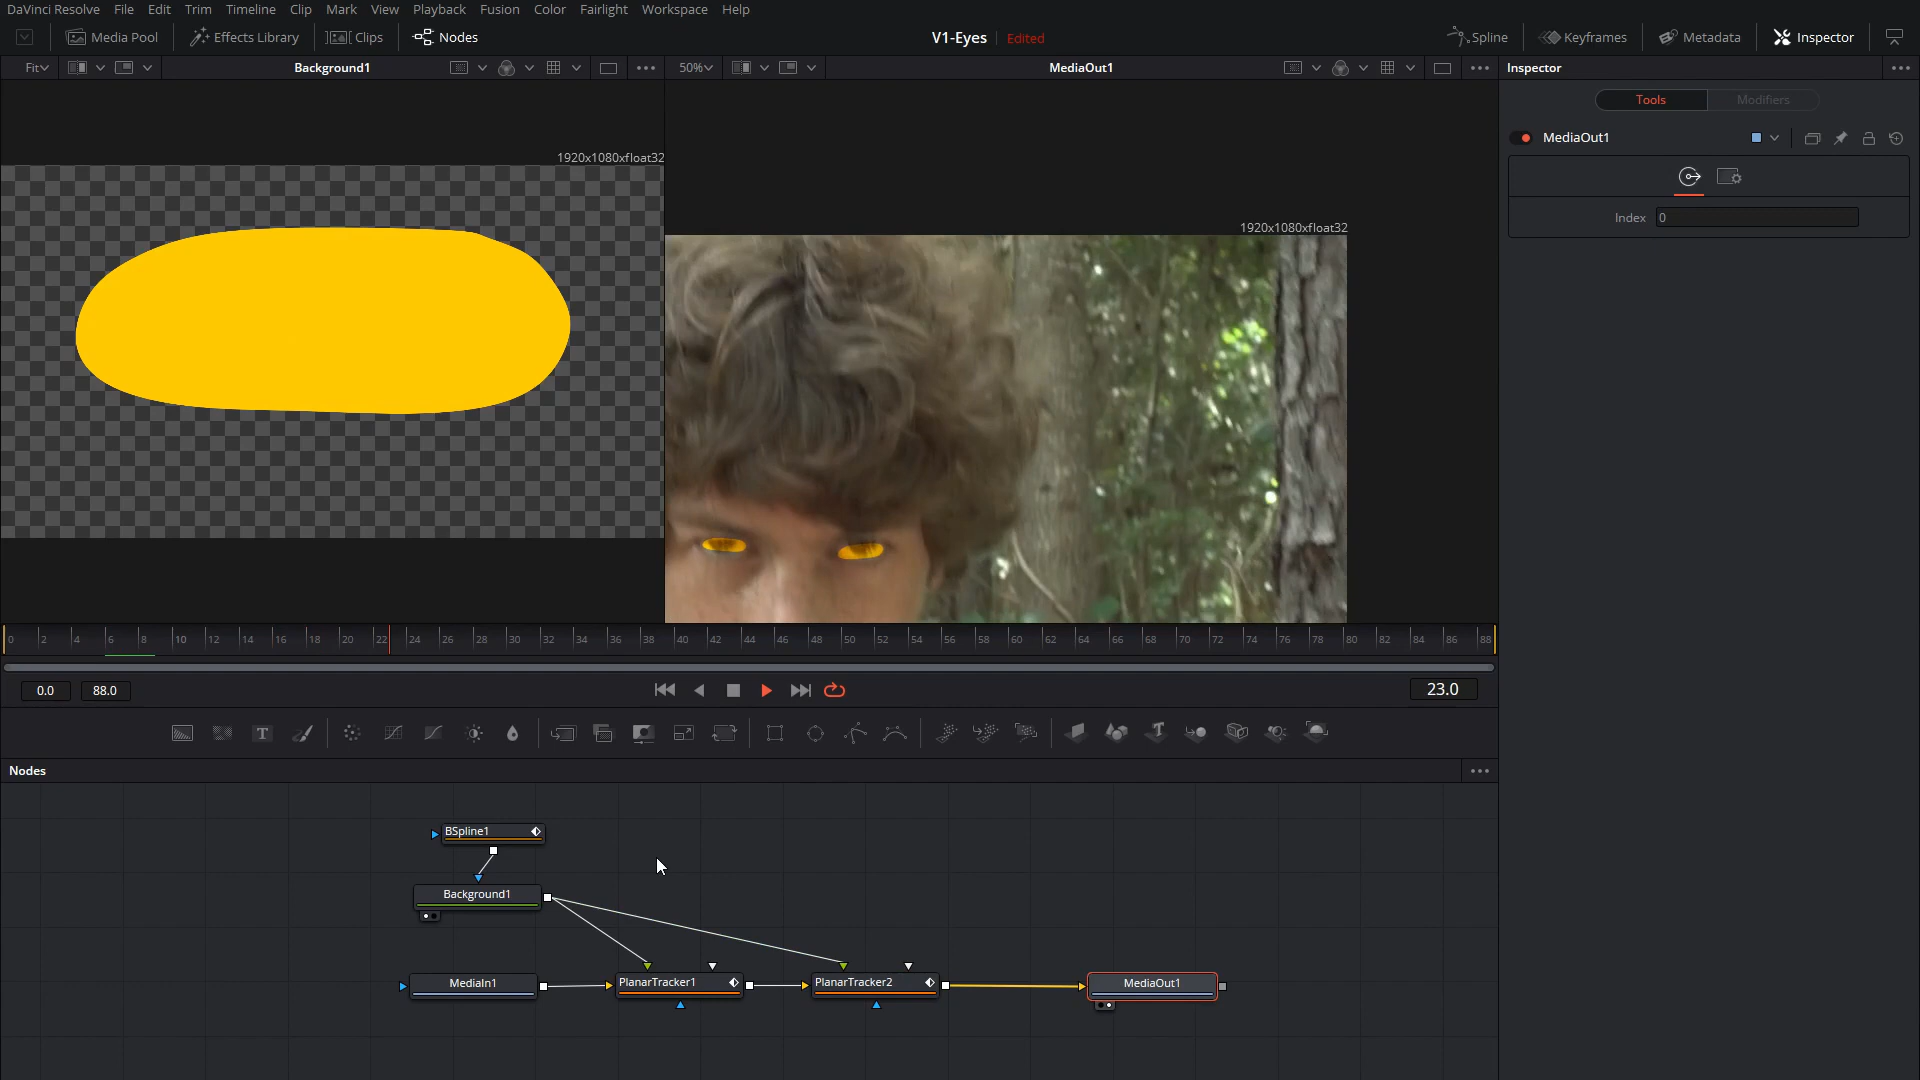 DaVinci Resolve File Edit Trim Timeline Clip Mark View Playback Fusion Color Fairlight Workspace Help
Media Pool Effects Library Clips Nodes V1-Eyes Edited Spline Keyframes Metadata Inspector
Fit Background1 50% MediaOut1 Inspector
Tools Modifiers
MediaOut1
1920x1080xfloat32
Index 0
1920x1080xfloat32
0 2 4 6 8 10 12 14 16 18 20 22 24 26 28 30 32 34 36 38 40 42 44 46 48 50 52 54 56 58 60 62 64 66 68 70 72 74 76 78 80 82 84 86 88
0.0 88.0 23.0
T T
Nodes
BSpline1
Background1
MediaIn1 PlanarTracker1 PlanarTracker2 MediaOut1